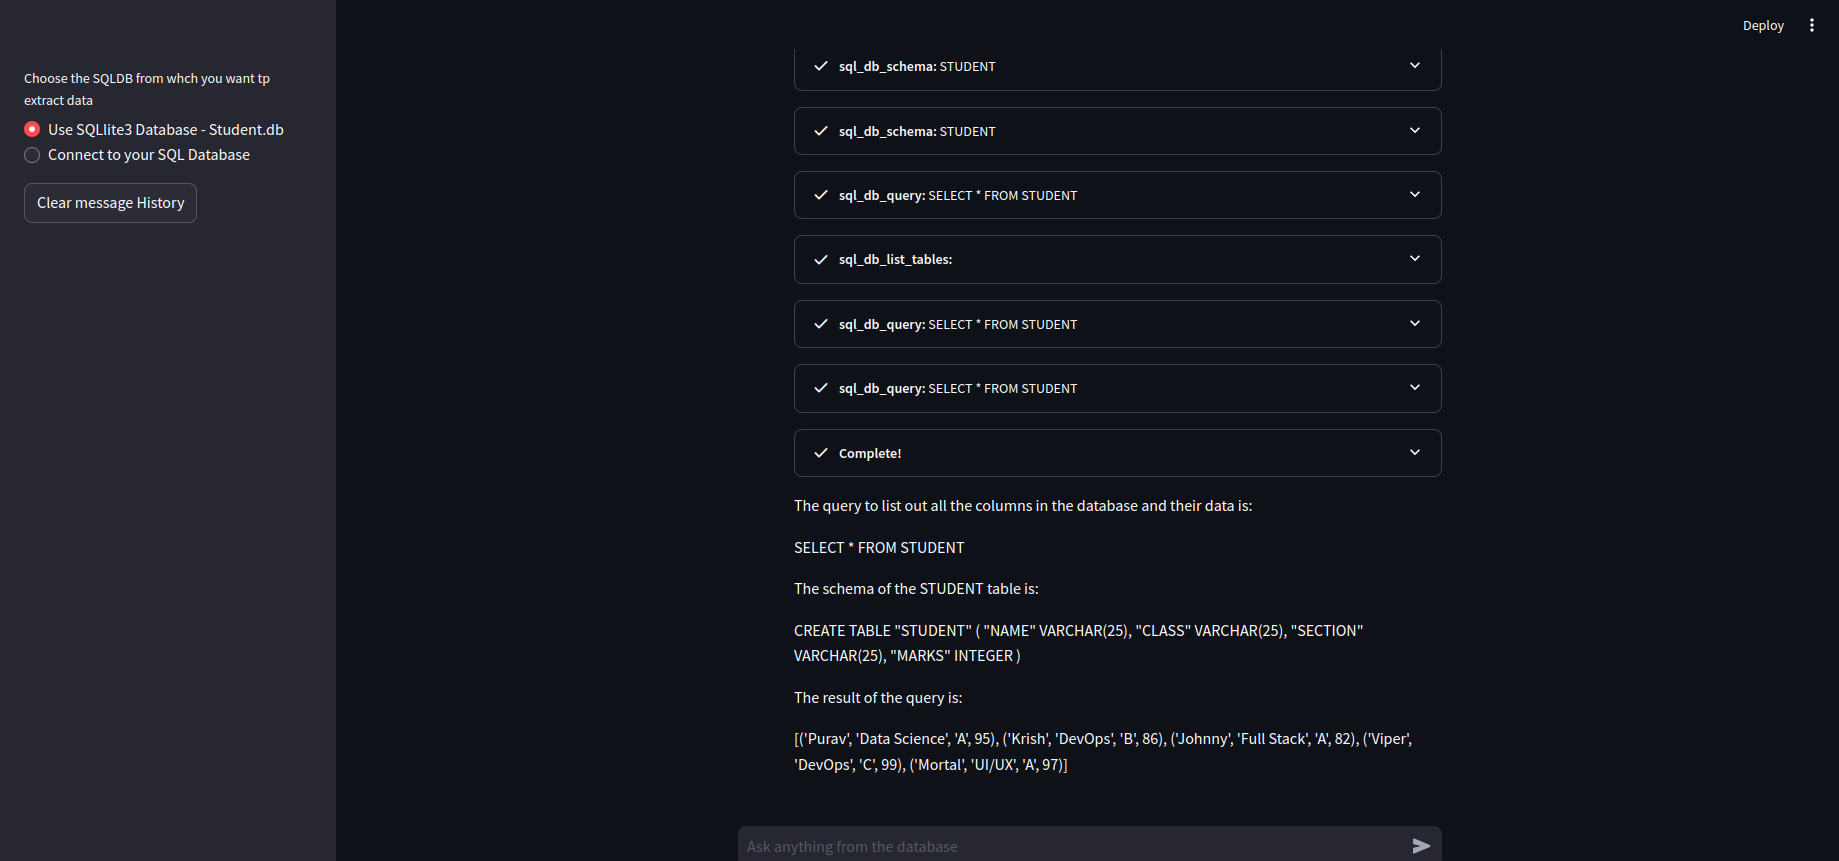 Deploy
Choose the SQLDB from whch you want tp
extract data
Use SQLlite3 Database - Student.db
Connect to your SQL Database
Clear message History
sql_db_schema: STUDENT
sql_db_schema: STUDENT
sql_db_query: SELECT * FROM STUDENT
sql_db_list_tables:
sql_db_query: SELECT * FROM STUDENT
sql_db_query: SELECT * FROM STUDENT
Complete!
The query to list out all the columns in the database and their data is:
SELECT * FROM STUDENT
The schema of the STUDENT table is:
CREATE TABLE "STUDENT" ( "NAME" VARCHAR(25), "CLASS" VARCHAR(25), "SECTION"
VARCHAR(25), "MARKS" INTEGER )
The result of the query is:
[('Purav', 'Data Science', 'A', 95), ('Krish', 'DevOps', 'B', 86), ('Johnny', 'Full Stack', 'A', 82), ('Viper',
'DevOps', 'C', 99), ('Mortal', 'UI/UX', 'A', 97)]
Ask anything from the database